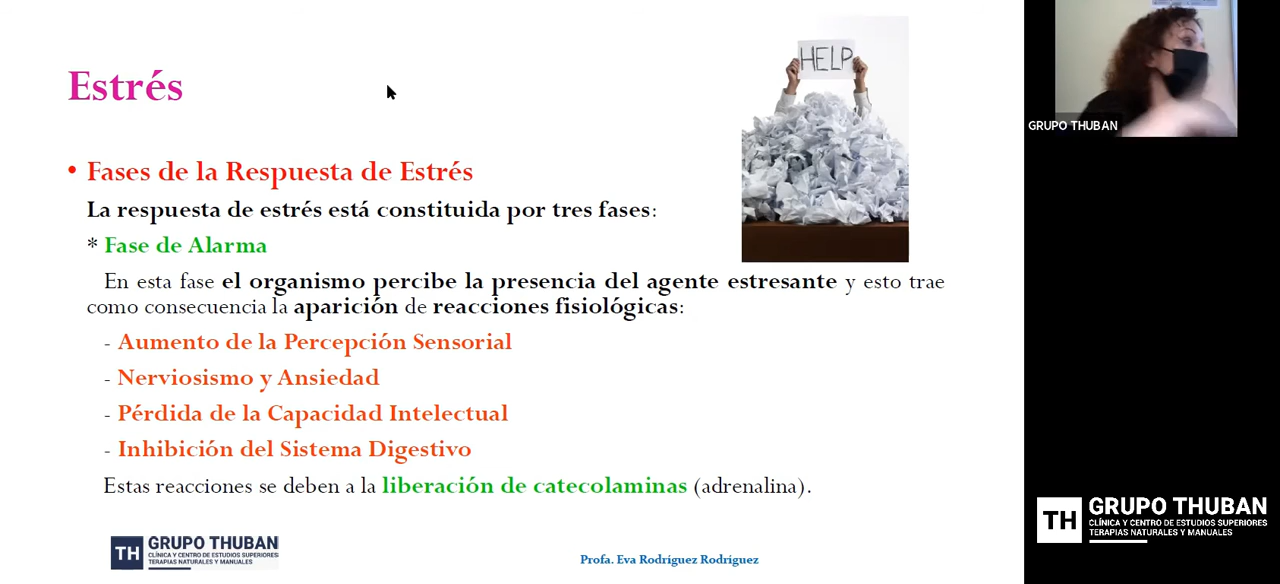 HELP
Estrés
GRUPO THUBAN
• Fases de la Respuesta de Estrés
La respuesta de estrés está constituida por tres fases:
* Fase de Alarma
En esta fase el organismo percibe la presencia del agente estresante y esto trae
como consecuencia la aparición de reacciones fisiológicas:
- Aumento de la Percepción Sensorial
- Nerviosismo y Ansiedad
- Pérdida de la Capacidad Intelectual
- Inhibición del Sistema Digestivo
Estas reacciones se deben a la liberación de catecolaminas (adrenalina).
TH GRUPO THUBAN
CLÍNICA Y CENTRO DE ESTUDIOS SUPERIORES
TERAPIAS NATURALES Y MANUALES
Profa. Eva Rodríguez Rodríguez
TH GRUPO THUBAN
CLÍNICA Y CENTRO DE ESTUDIOS SUPERIORES
TERAPIAS NATURALES Y MANUALES